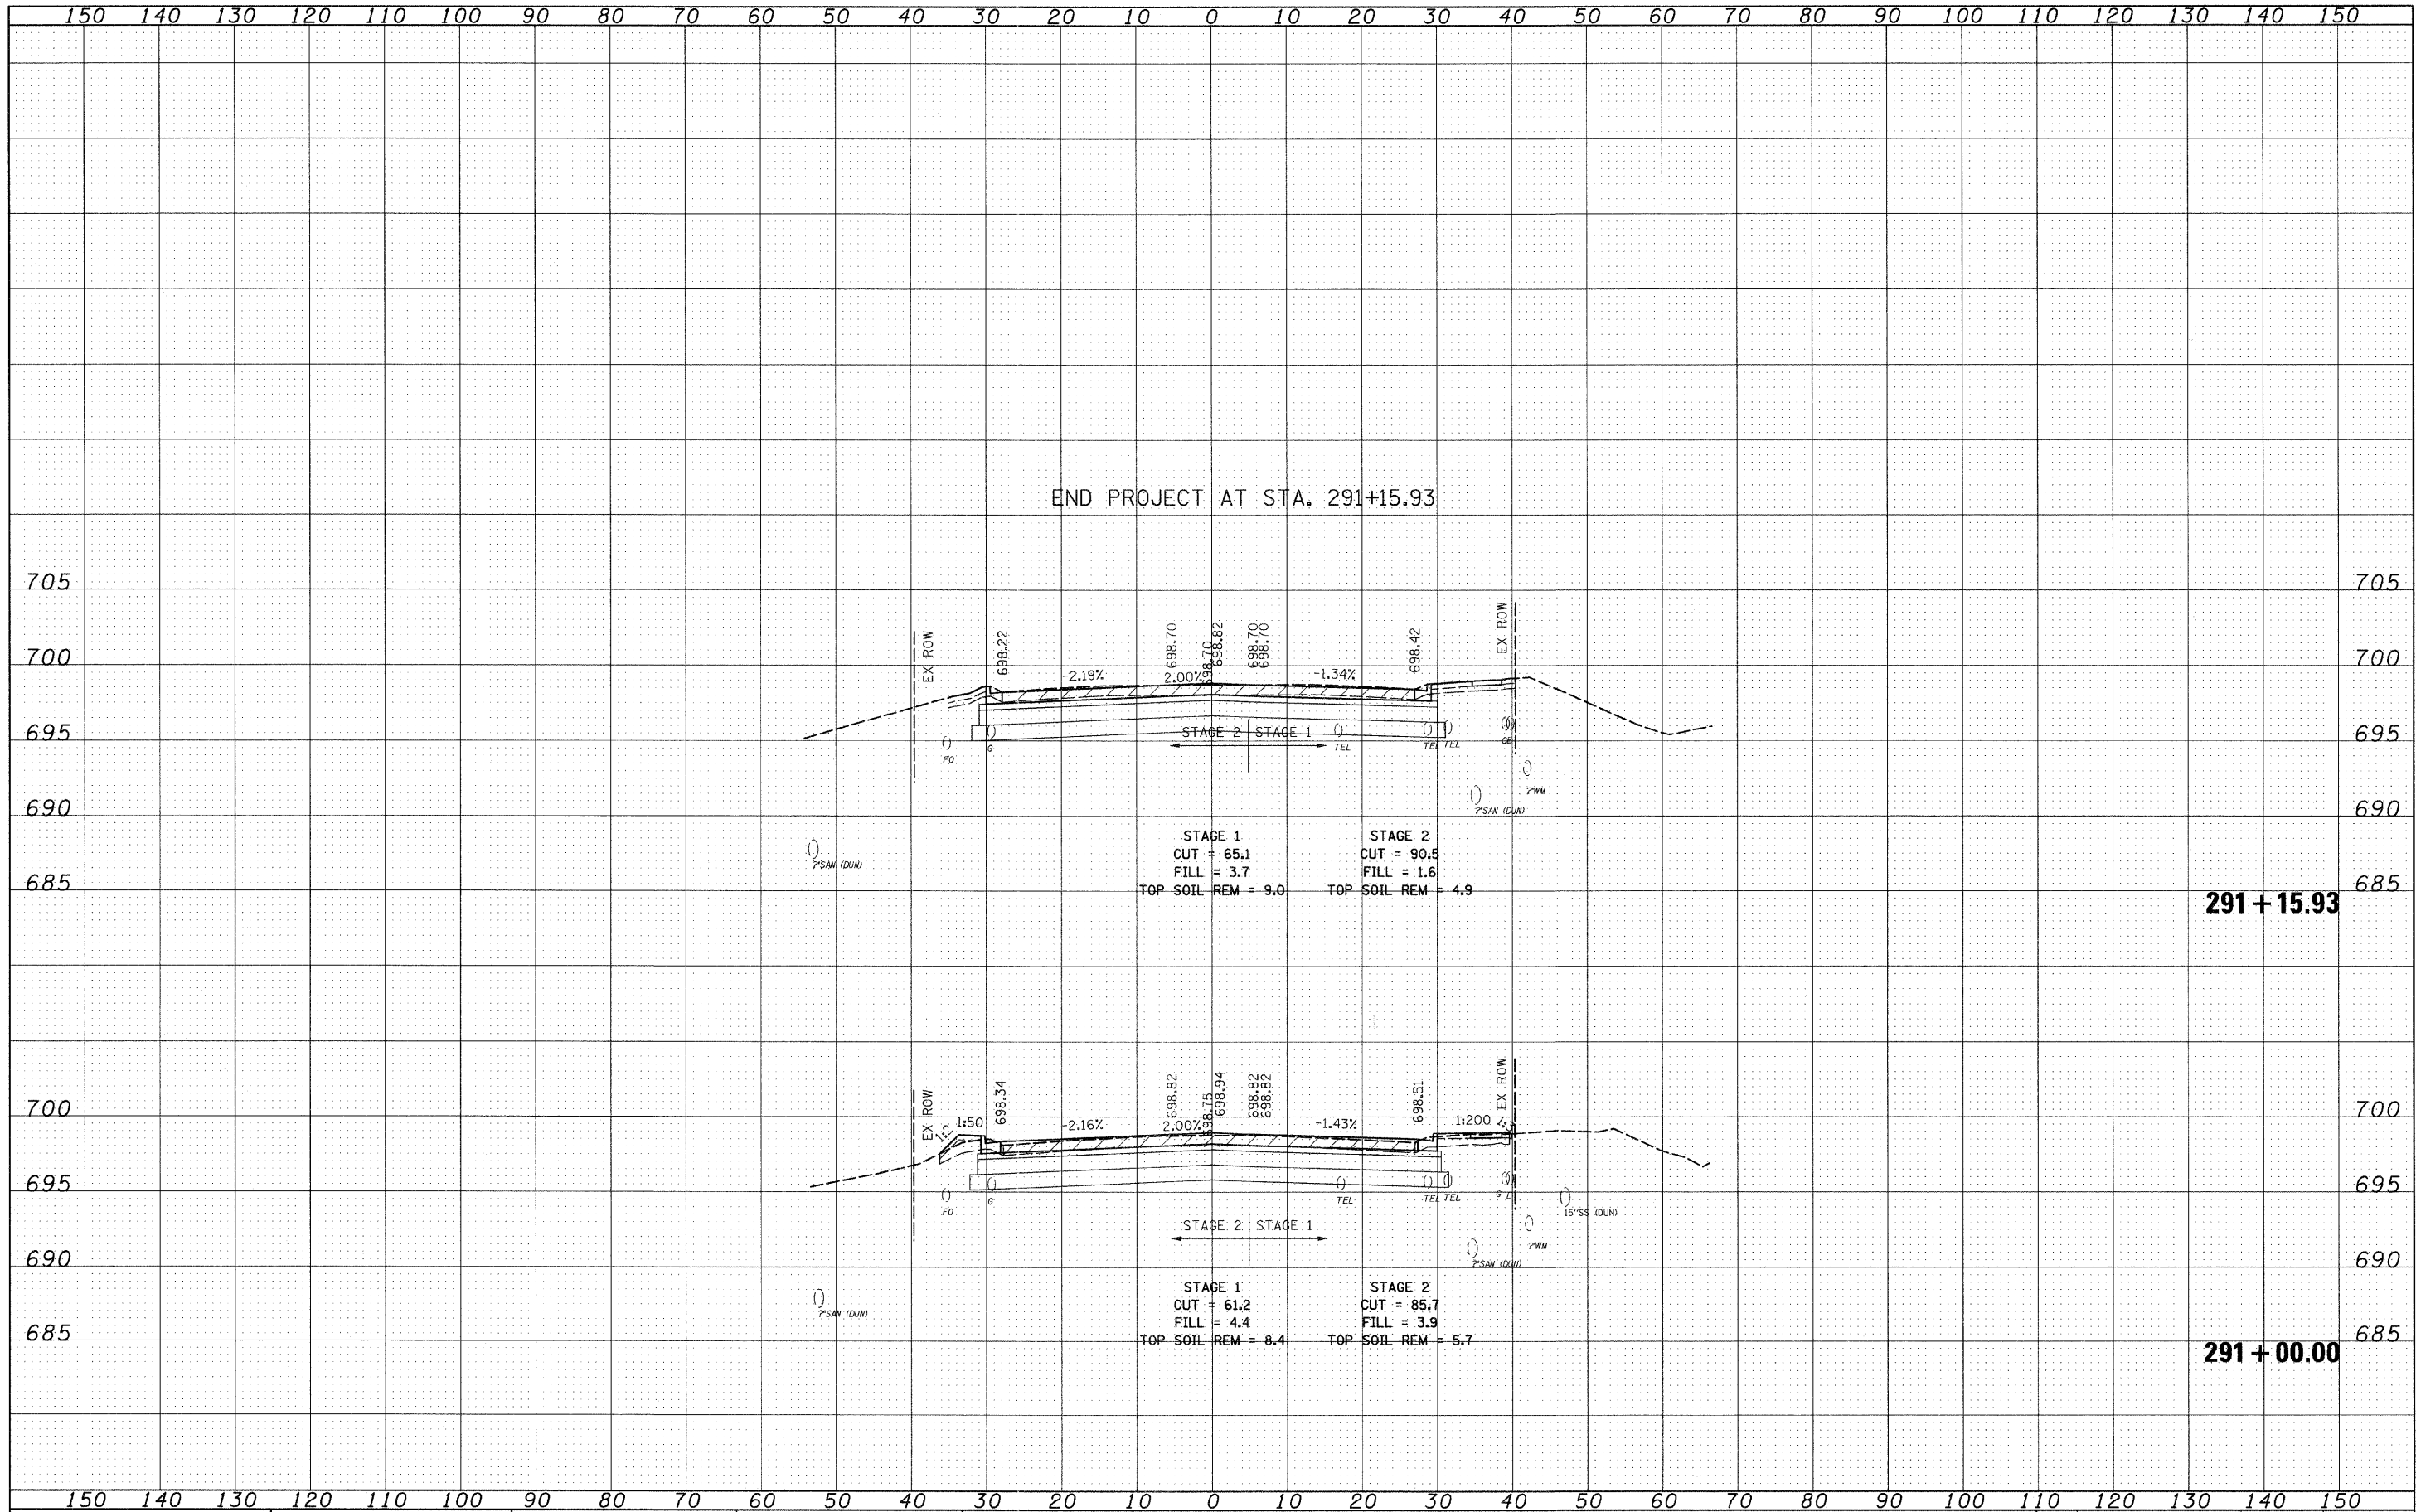 150 140 130 120 110 100 90 80 70 60 50 40 30 20 10 0 10 20 30 40 50 60 70 80 90 100 110 120 130 140 150
END PROJECT AT STA. 291+15.93
705 705
EX ROW 698.22 698.70 698.70 698.82 698.70 698.70 698.42 EX ROW
700 700
-2.19% 2.00% -1.34%
695 STAGE 2 STAGE 1 695
FO G TEL TEL TEL GE
?"WM
690 ?"SAN (DUN) 690
STAGE 1 STAGE 2
CUT = 65.1 CUT = 90.5
?"SAN (DUN) FILL = 3.7 FILL = 1.6
685 TOP SOIL REM = 9.0 TOP SOIL REM = 4.9 685
291+15.93
EX ROW 698.34 698.82 698.75 698.94 698.82 698.82 698.51 EX ROW
700 700
1:2 1:50 -2.16% 2.00% -1.43% 1:200
695 695
FO G TEL TEL TEL G E 15"SS (DUN)
STAGE 2 STAGE 1
?"WM
690 ?"SAN (DUN) 690
STAGE 1 STAGE 2
CUT = 61.2 CUT = 85.7
?"SAN (DUN) FILL = 4.4 FILL = 3.9
685 TOP SOIL REM = 8.4 TOP SOIL REM = 5.7 685
291+00.00
150 140 130 120 110 100 90 80 70 60 50 40 30 20 10 0 10 20 30 40 50 60 70 80 90 100 110 120 130 140 150